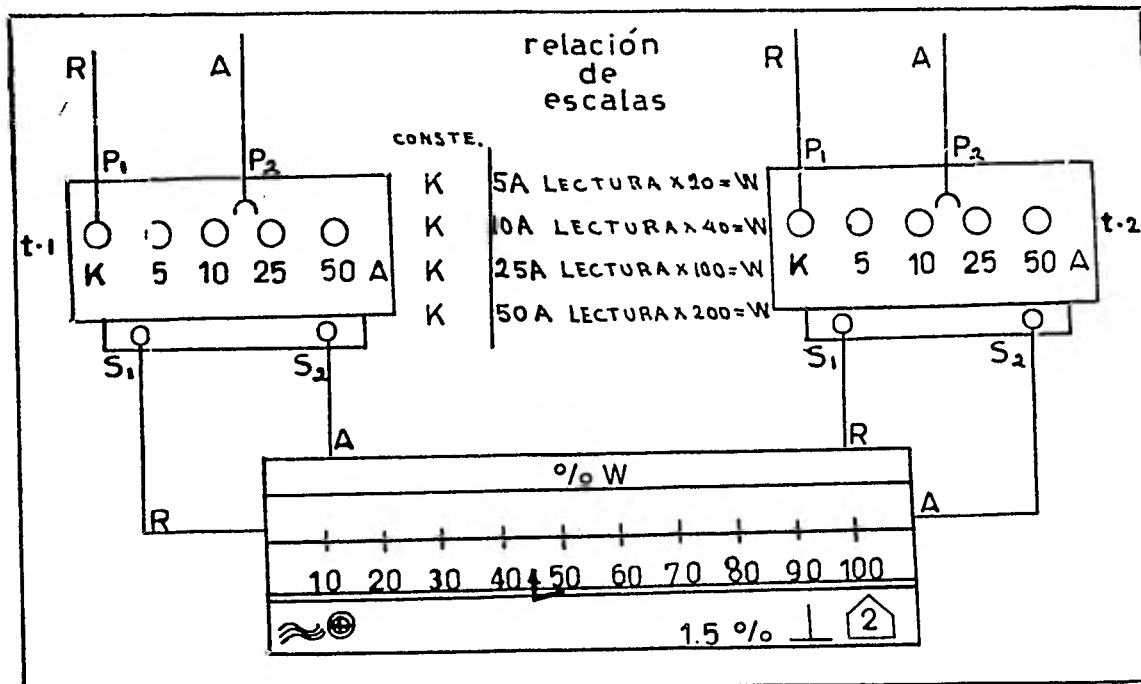 relación
de
escalas
R A
R A
CONSTE.
P₁ P₂
K 5A LECTURA X 20 = W
K 10A LECTURA X 40 = W
K 25A LECTURA X 100 = W
K 50A LECTURA X 200 = W
P₁ P₂
t.1
K 5 10 25 50 A
t.2
K 5 10 25 50 A
S₁ S₂
S₁ S₂
A R
R A
% W
10 20 30 40 50 60 70 80 90 100
1.5 % 2